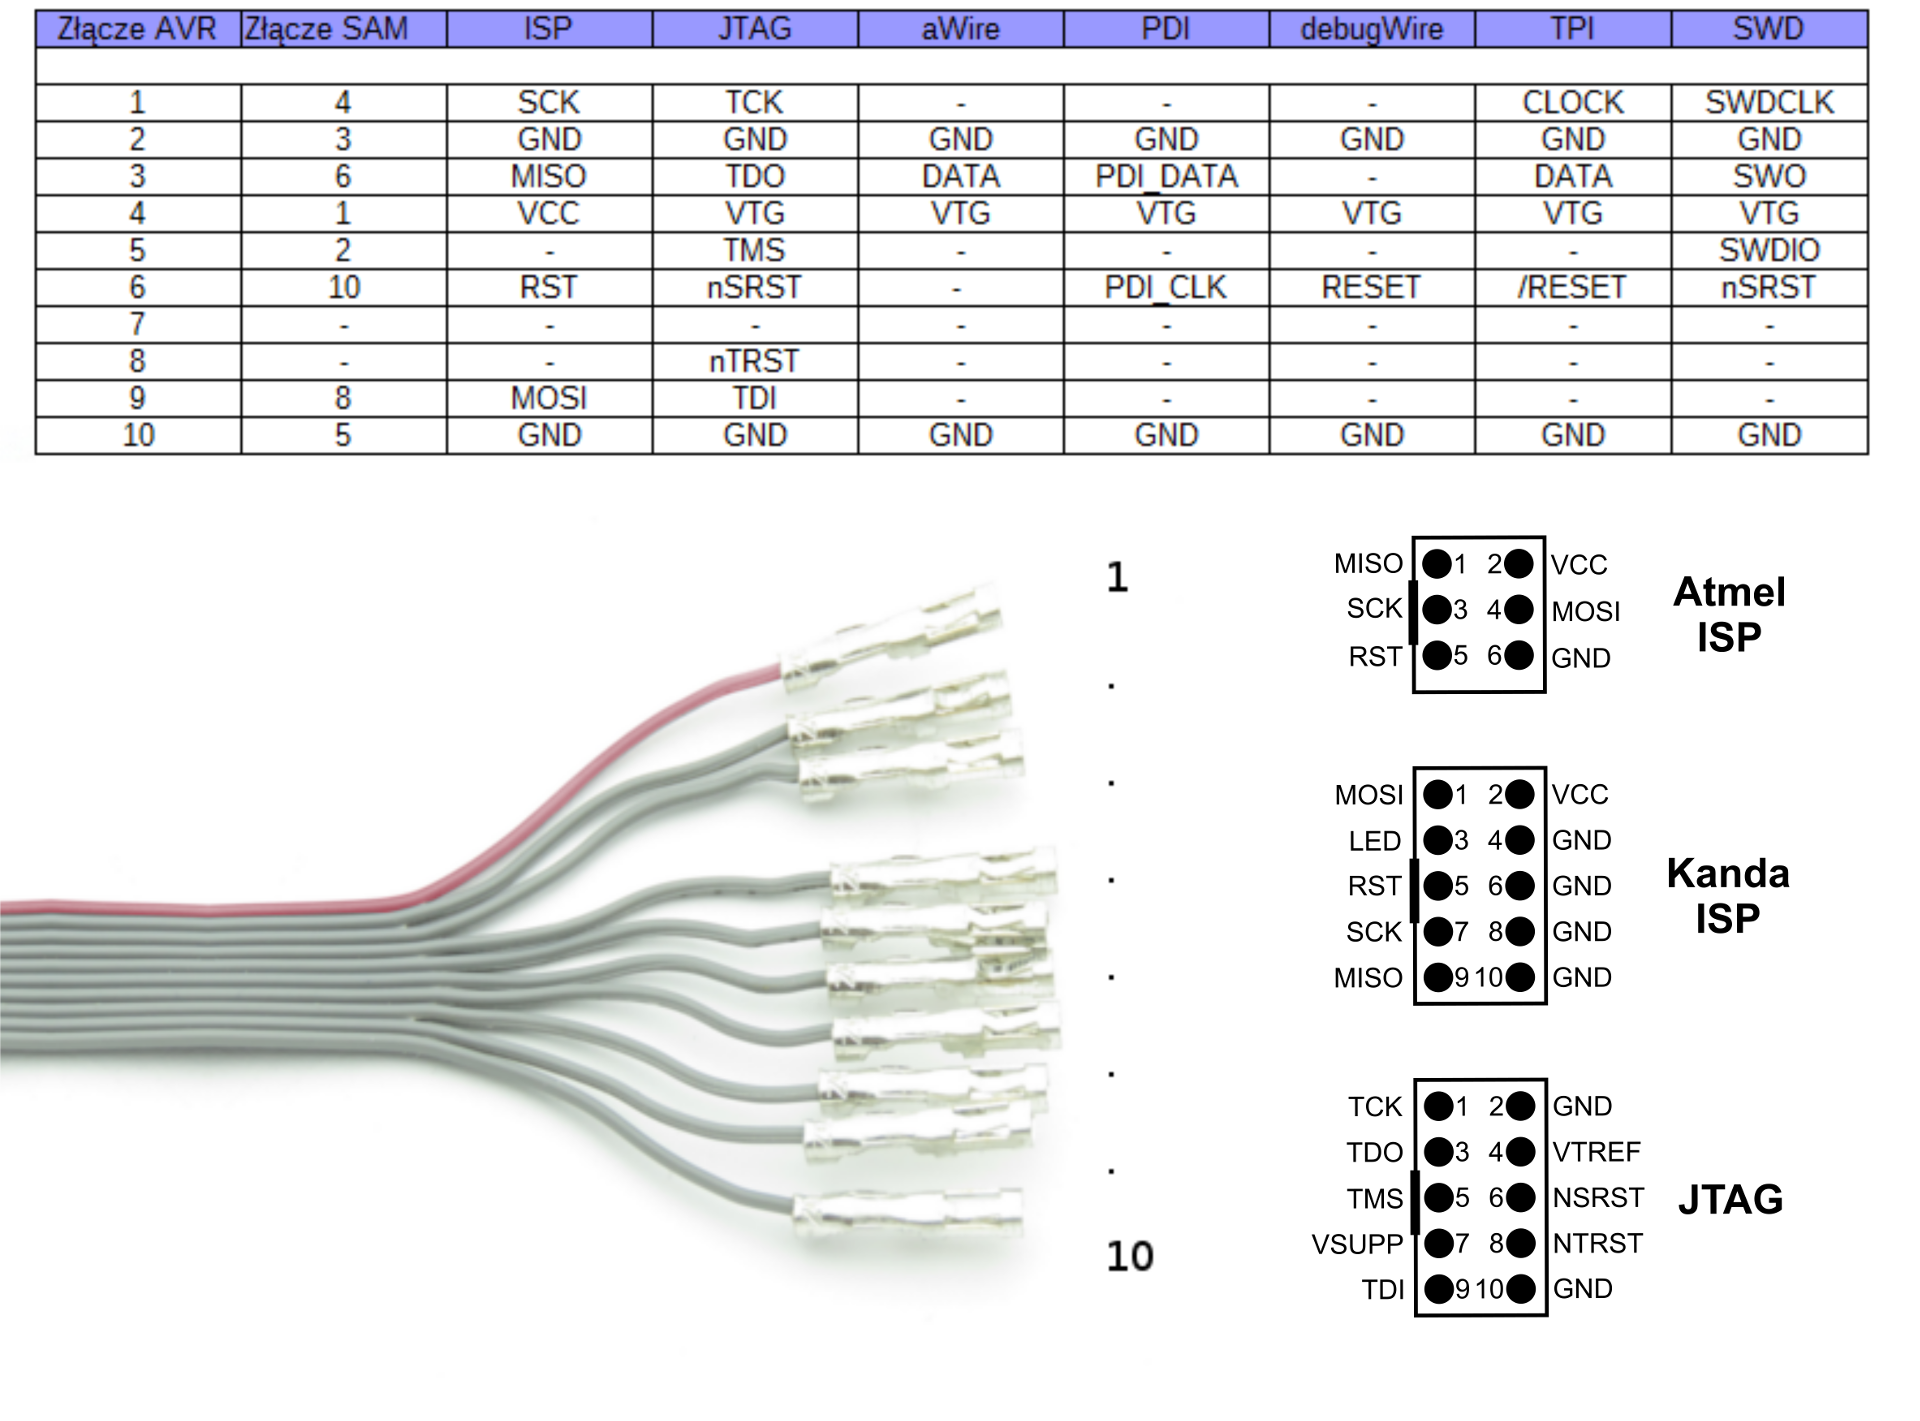 Złącze AVR Złącze SAM ISP JTAG aWire PDI debugWire TPI SWD
1 4 SCK TCK - - - CLOCK SWDCLK
2 3 GND GND GND GND GND GND GND
3 6 MISO TDO DATA PDI_DATA - DATA SWO
4 1 VCC VTG VTG VTG VTG VTG VTG
5 2 - TMS - - - - SWDIO
6 10 RST nSRST - PDI_CLK RESET /RESET nSRST
7 - - - - - - - -
8 - - nTRST - - - - -
9 8 MOSI TDI - - - - -
10 5 GND GND GND GND GND GND GND
1
.
.
.
.
.
.
10
MISO 1 2 VCC
SCK 3 4 MOSI
RST 5 6 GND
Atmel
ISP
MOSI 1 2 VCC
LED 3 4 GND
RST 5 6 GND
SCK 7 8 GND
MISO 9 10 GND
Kanda
ISP
TCK 1 2 GND
TDO 3 4 VTREF
TMS 5 6 NSRST
VSUPP 7 8 NTRST
TDI 9 10 GND
JTAG